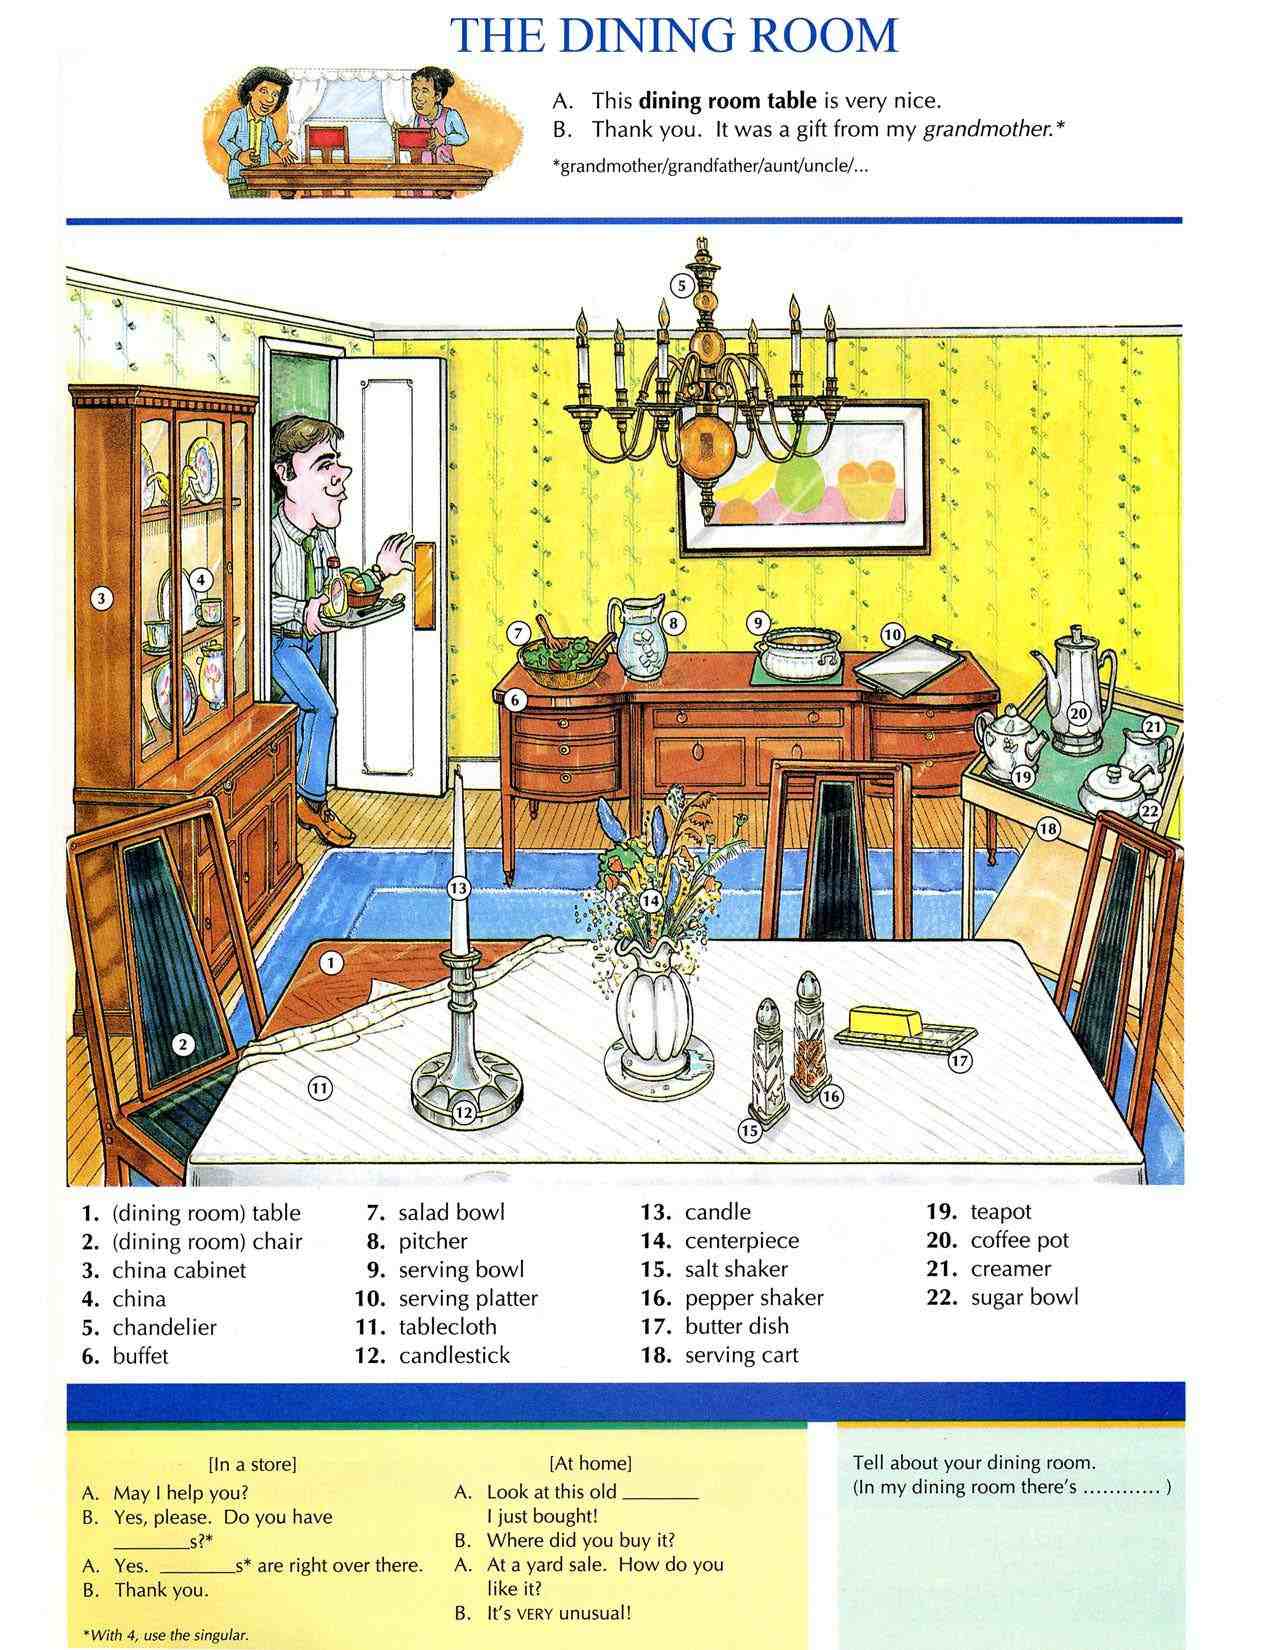 THE DINING ROOM
A. This dining room table is very nice.
B. Thank you. It was a gift from my grandmother.*
*grandmother/grandfather/aunt/uncle/...
5
3
4
7
8
9
10
6
20
21
19
22
18
13
14
1
2
11
12
17
16
15
1. (dining room) table
2. (dining room) chair
3. china cabinet
4. china
5. chandelier
6. buffet
7. salad bowl
8. pitcher
9. serving bowl
10. serving platter
11. tablecloth
12. candlestick
13. candle
14. centerpiece
15. salt shaker
16. pepper shaker
17. butter dish
18. serving cart
19. teapot
20. coffee pot
21. creamer
22. sugar bowl
[In a store]
A. May I help you?
B. Yes, please. Do you have
_______s?*
A. Yes. _______s* are right over there.
B. Thank you.
*With 4, use the singular.
[At home]
A. Look at this old _______
I just bought!
B. Where did you buy it?
A. At a yard sale. How do you
like it?
B. It's VERY unusual!
Tell about your dining room.
(In my dining room there's ............ )